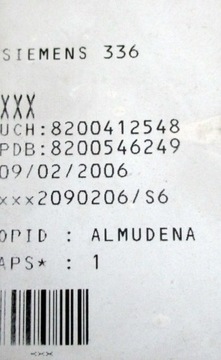 SIEMENS 336
XXX
UCH:8200412548
PDB:8200546249
09/02/2006
xxx2090206/S6
OPID : ALMUDENA
APS* : 1